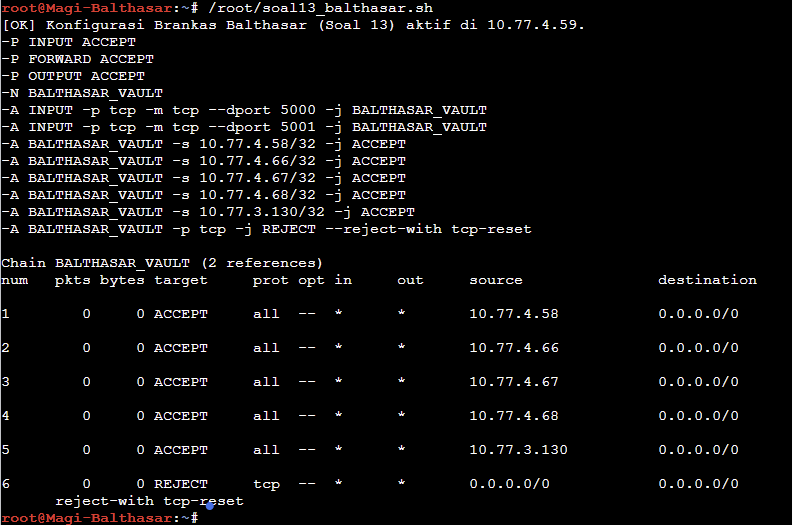 root@Magi-Balthasar:~# /root/soal13_balthasar.sh
[OK] Konfigurasi Brankas Balthasar (Soal 13) aktif di 10.77.4.59.
-P INPUT ACCEPT
-P FORWARD ACCEPT
-P OUTPUT ACCEPT
-N BALTHASAR_VAULT
-A INPUT -p tcp -m tcp --dport 5000 -j BALTHASAR_VAULT
-A INPUT -p tcp -m tcp --dport 5001 -j BALTHASAR_VAULT
-A BALTHASAR_VAULT -s 10.77.4.58/32 -j ACCEPT
-A BALTHASAR_VAULT -s 10.77.4.66/32 -j ACCEPT
-A BALTHASAR_VAULT -s 10.77.4.67/32 -j ACCEPT
-A BALTHASAR_VAULT -s 10.77.4.68/32 -j ACCEPT
-A BALTHASAR_VAULT -s 10.77.3.130/32 -j ACCEPT
-A BALTHASAR_VAULT -p tcp -j REJECT --reject-with tcp-reset
Chain BALTHASAR_VAULT (2 references)
num   pkts bytes target     prot opt in     out     source               destination
1        0     0 ACCEPT     all  --  *      *       10.77.4.58           0.0.0.0/0
2        0     0 ACCEPT     all  --  *      *       10.77.4.66           0.0.0.0/0
3        0     0 ACCEPT     all  --  *      *       10.77.4.67           0.0.0.0/0
4        0     0 ACCEPT     all  --  *      *       10.77.4.68           0.0.0.0/0
5        0     0 ACCEPT     all  --  *      *       10.77.3.130          0.0.0.0/0
6        0     0 REJECT     tcp  --  *      *       0.0.0.0/0            0.0.0.0/0
reject-with tcp-reset
root@Magi-Balthasar:~#